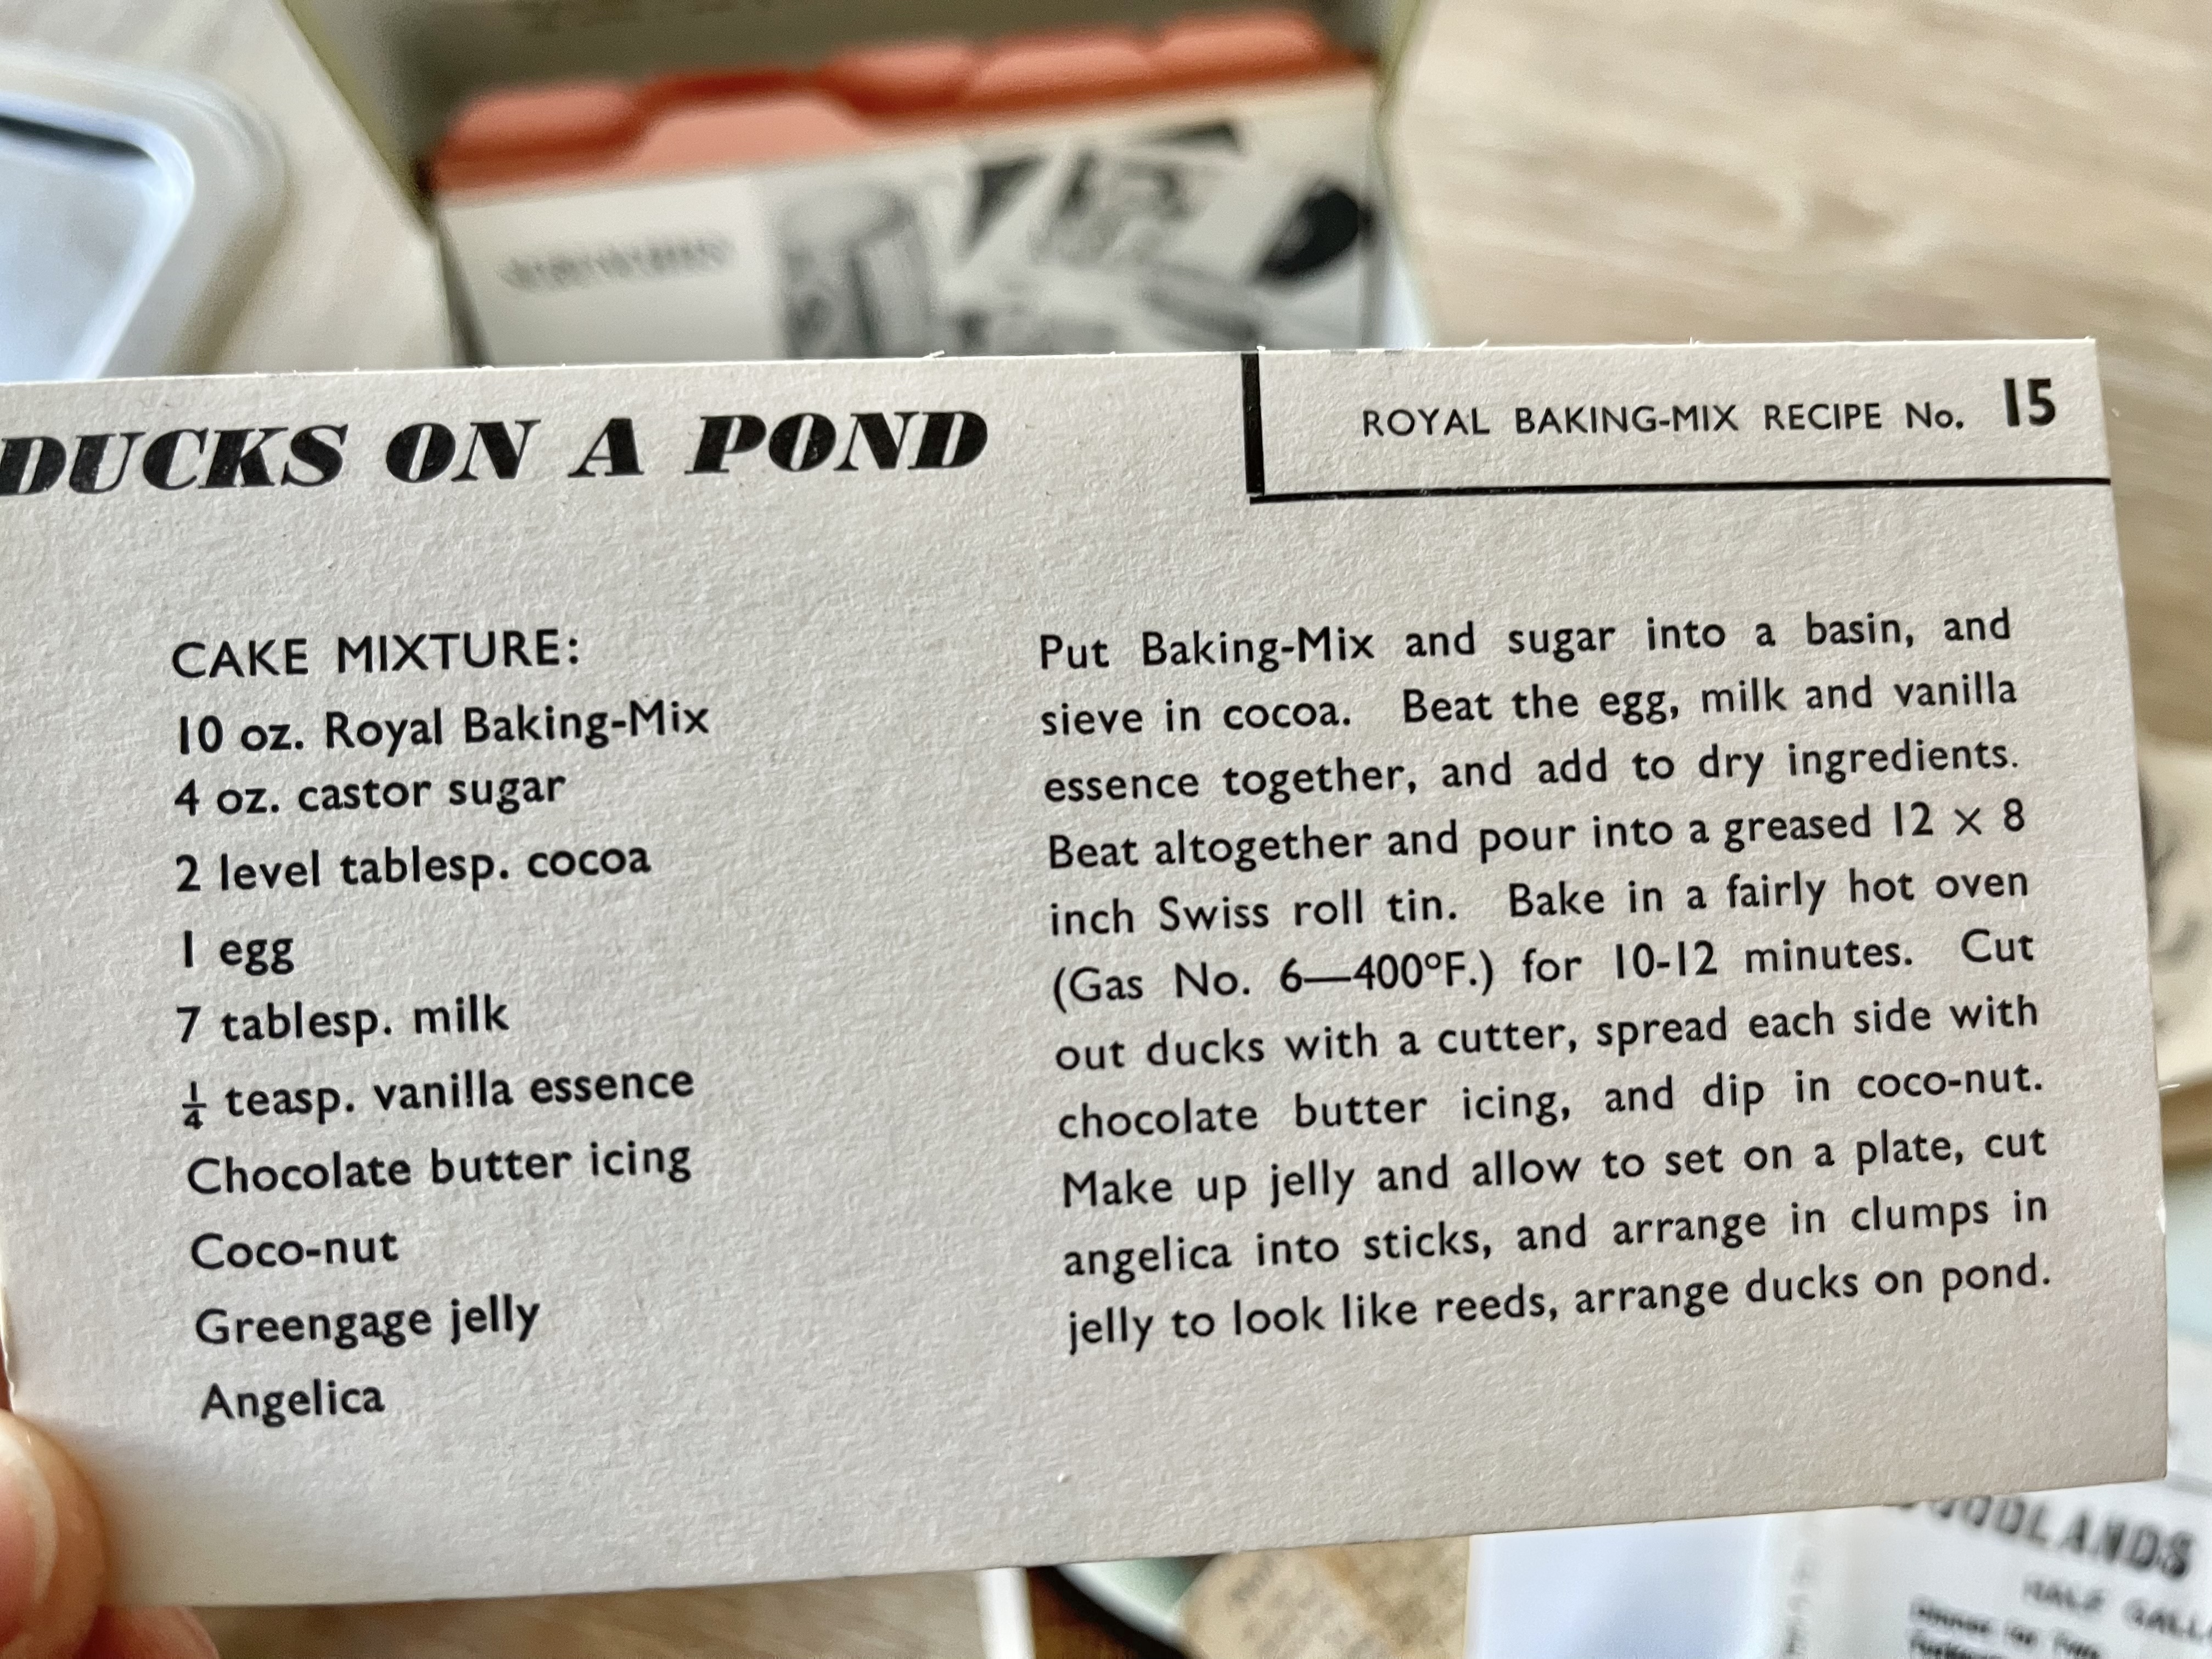 DUCKS ON A POND
ROYAL BAKING-MIX RECIPE No. 15
CAKE MIXTURE:
10 oz. Royal Baking-Mix
4 oz. castor sugar
2 level tablesp. cocoa
1 egg
7 tablesp. milk
¼ teasp. vanilla essence
Chocolate butter icing
Coco-nut
Greengage jelly
Angelica
Put Baking-Mix and sugar into a basin, and
sieve in cocoa. Beat the egg, milk and vanilla
essence together, and add to dry ingredients.
Beat altogether and pour into a greased 12 × 8
inch Swiss roll tin. Bake in a fairly hot oven
(Gas No. 6—400°F.) for 10-12 minutes. Cut
out ducks with a cutter, spread each side with
chocolate butter icing, and dip in coco-nut.
Make up jelly and allow to set on a plate, cut
angelica into sticks, and arrange in clumps in
jelly to look like reeds, arrange ducks on pond.
HALF